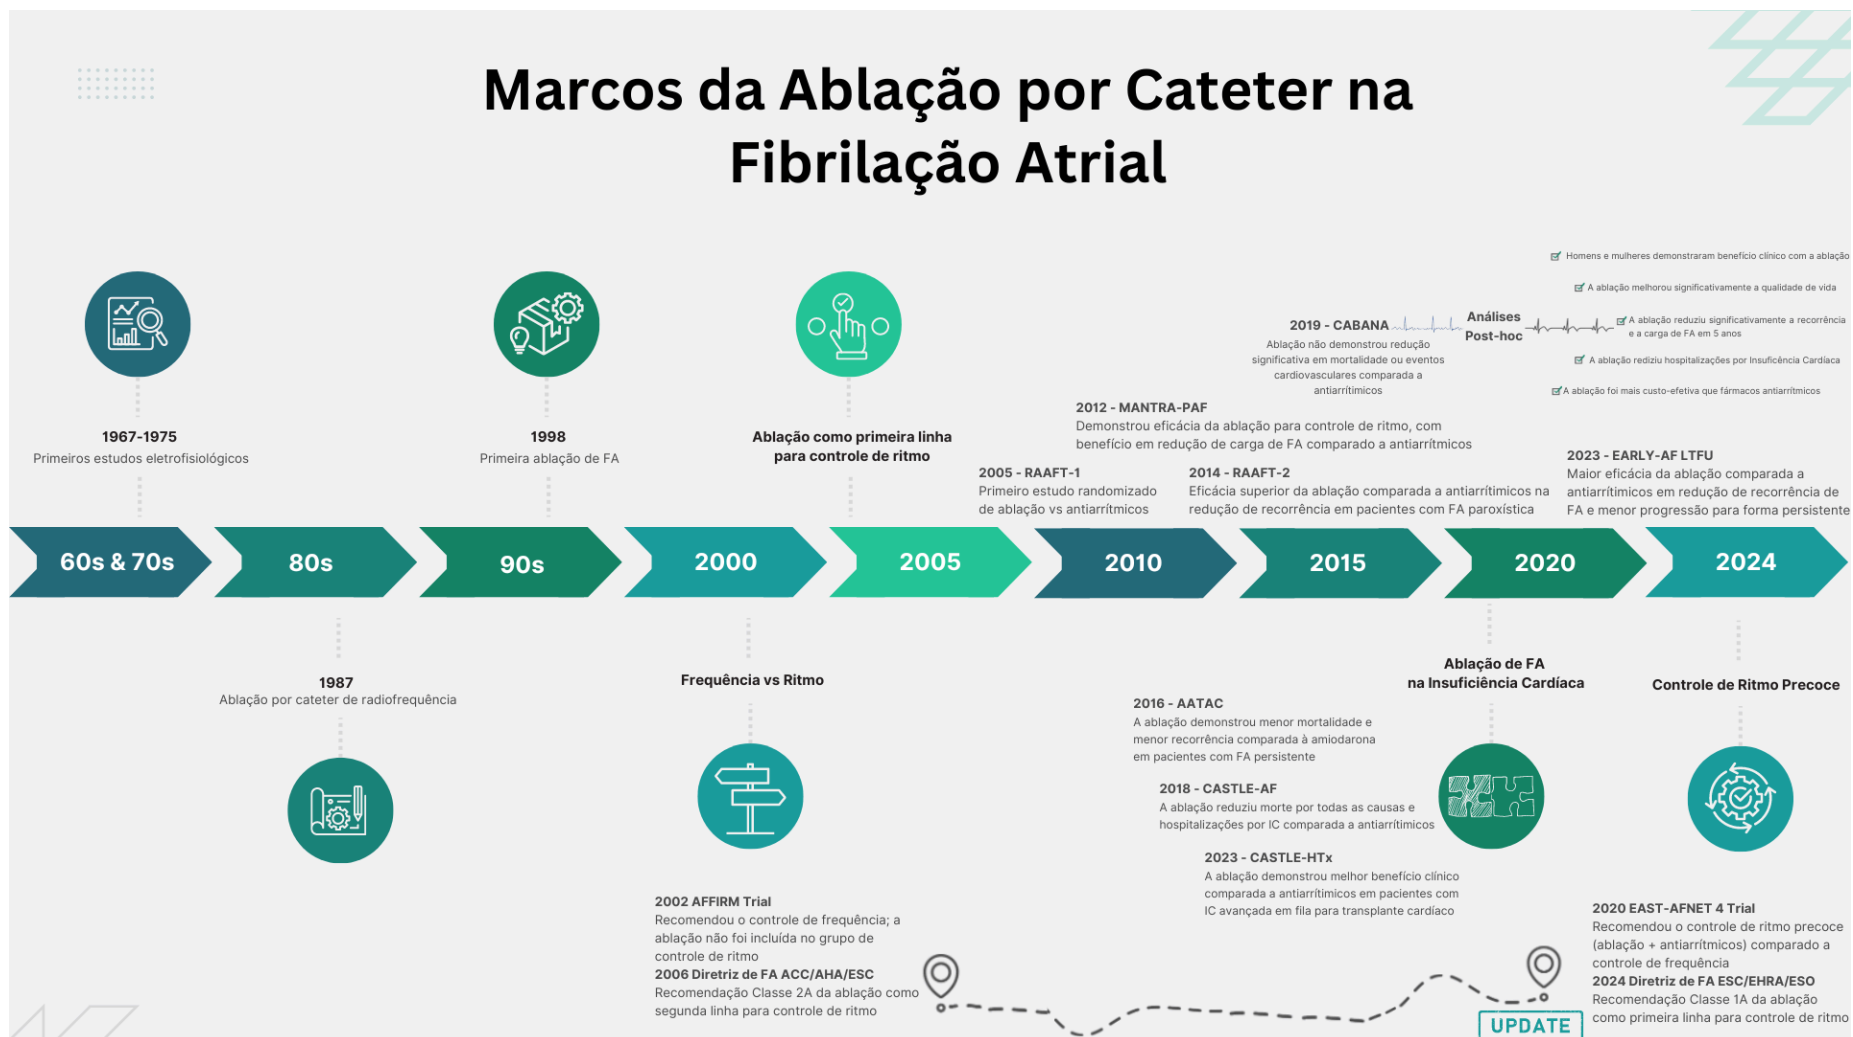 Marcos da Ablação por Cateter na
Fibrilação Atrial
1967-1975
Primeiros estudos eletrofisiológicos
1998
Primeira ablação de FA
Ablação como primeira linha
para controle de ritmo
2005 - RAAFT-1
Primeiro estudo randomizado
de ablação vs antiarrítmicos
2012 - MANTRA-PAF
Demonstrou eficácia da ablação para controle de ritmo, com
benefício em redução de carga de FA comparado a antiarrítmicos
2014 - RAAFT-2
Eficácia superior da ablação comparada a antiarrítimicos na
redução de recorrência em pacientes com FA paroxística
2019 - CABANA
Ablação não demonstrou redução
significativa em mortalidade ou eventos
cardiovasculares comparada a
antiarrítimicos
Análises
Post-hoc
Homens e mulheres demonstraram benefício clínico com a ablação
A ablação melhorou significativamente a qualidade de vida
A ablação reduziu significativamente a recorrência
e a carga de FA em 5 anos
A ablação rediziu hospitalizações por Insuficência Cardíaca
A ablação foi mais custo-efetiva que fármacos antiarrítmicos
2023 - EARLY-AF LTFU
Maior eficácia da ablação comparada a
antiarrítimicos em redução de recorrência de
FA e menor progressão para forma persistente
60s & 70s
80s
90s
2000
2005
2010
2015
2020
2024
1987
Ablação por cateter de radiofrequência
Frequência vs Ritmo
2002 AFFIRM Trial
Recomendou o controle de frequência; a
ablação não foi incluída no grupo de
controle de ritmo
2006 Diretriz de FA ACC/AHA/ESC
Recomendação Classe 2A da ablação como
segunda linha para controle de ritmo
Ablação de FA
na Insuficiência Cardíaca
2016 - AATAC
A ablação demonstrou menor mortalidade e
menor recorrência comparada à amiodarona
em pacientes com FA persistente
2018 - CASTLE-AF
A ablação reduziu morte por todas as causas e
hospitalizações por IC comparada a antiarrítimicos
2023 - CASTLE-HTx
A ablação demonstrou melhor benefício clínico
comparada a antiarrítimicos em pacientes com
IC avançada em fila para transplante cardíaco
Controle de Ritmo Precoce
2020 EAST-AFNET 4 Trial
Recomendou o controle de ritmo precoce
(ablação + antiarrítmicos) comparado a
controle de frequência
2024 Diretriz de FA ESC/EHRA/ESO
Recomendação Classe 1A da ablação
como primeira linha para controle de ritmo
UPDATE